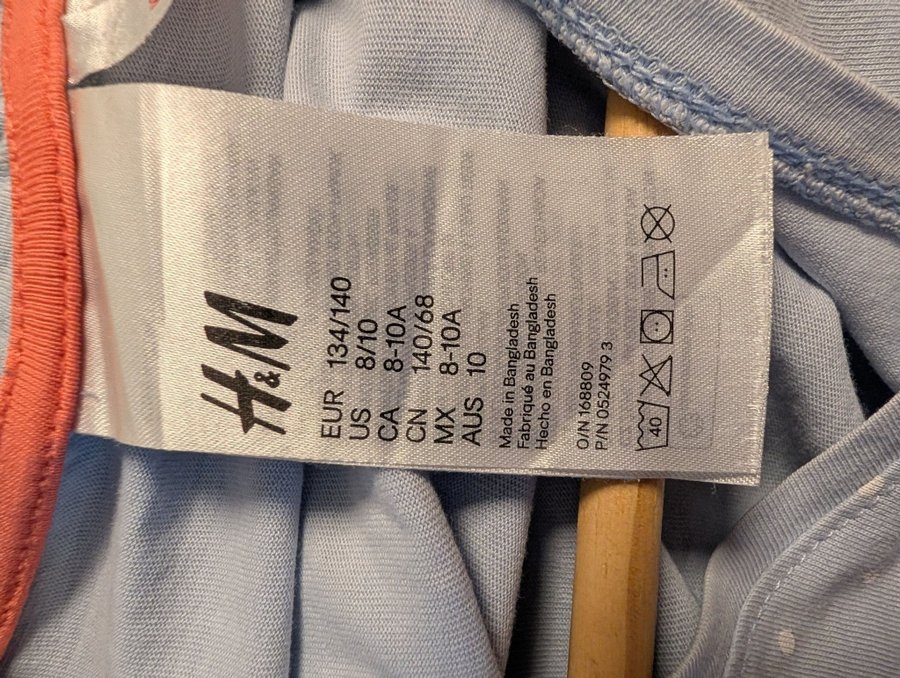 H&M
EUR 134/140
US 8/10
CA 8-10A
CN 140/68
MX 8-10A
AUS 10
Made in Bangladesh
Fabriqué au Bangladesh
Hecho en Bangladesh
O/N 168809
P/N 0524979 3
40